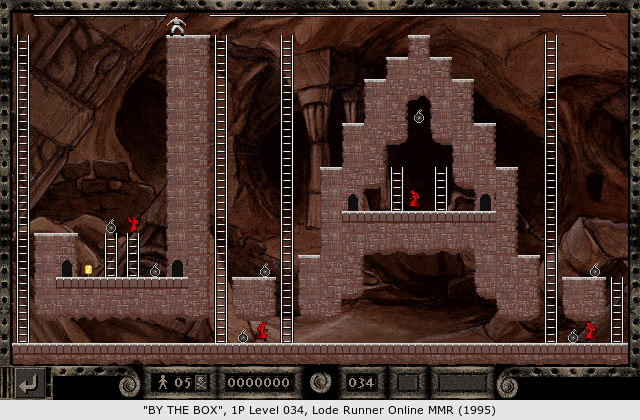 05 0000000 034
"BY THE BOX", 1P Level 034, Lode Runner Online MMR (1995)